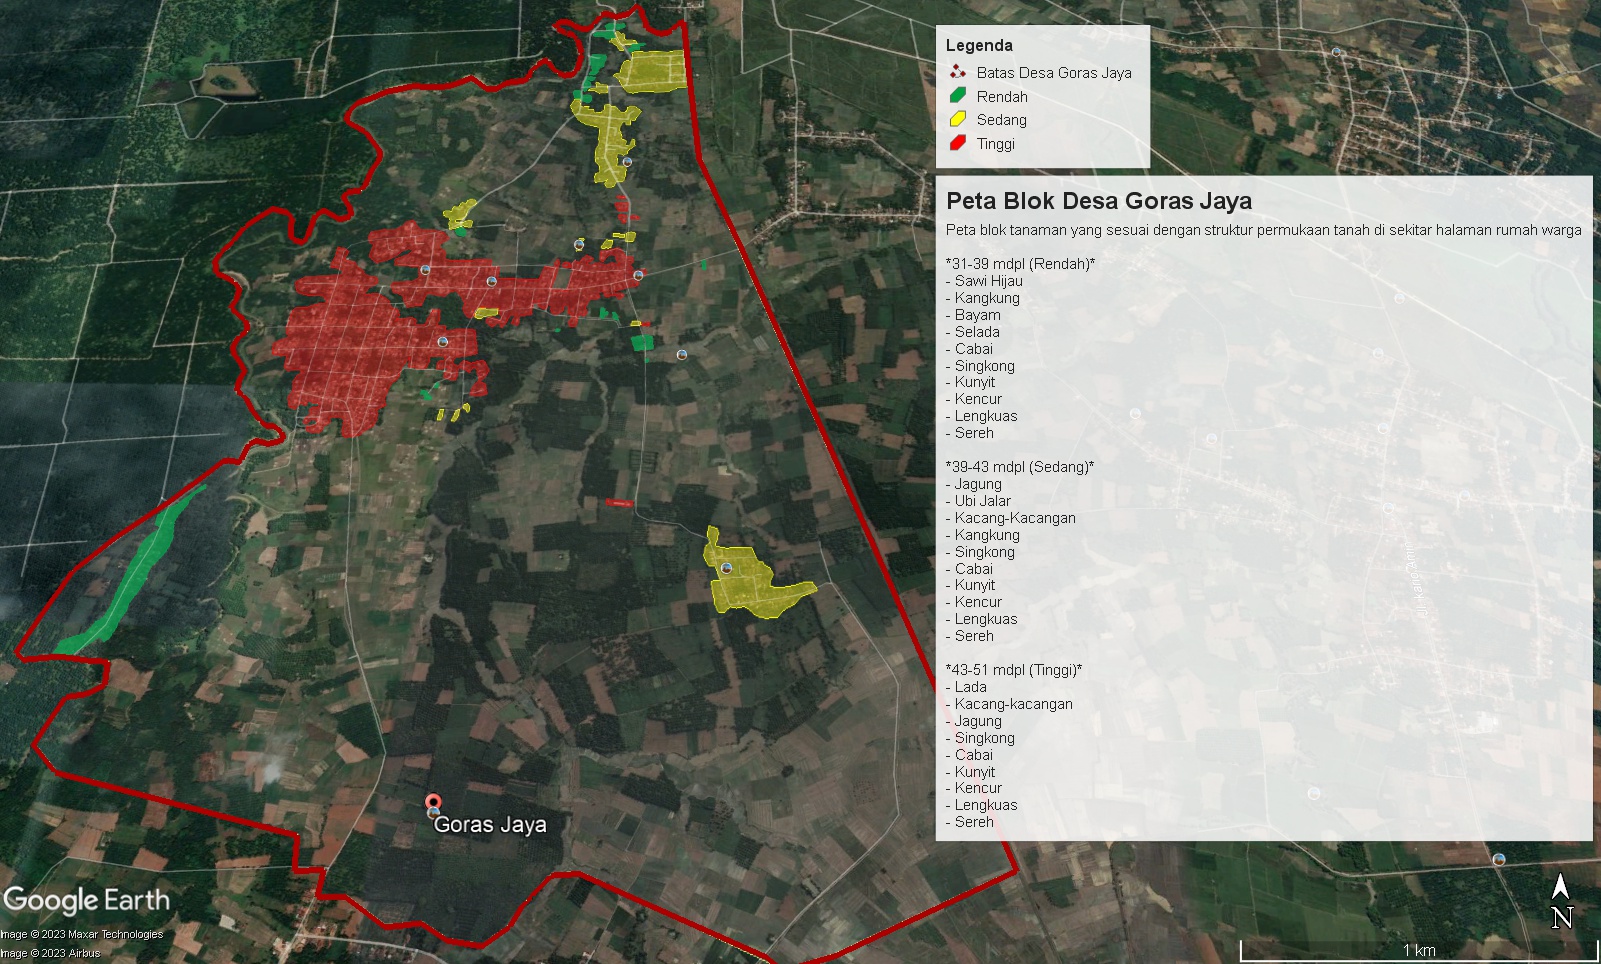 Legenda
Batas Desa Goras Jaya
Rendah
Sedang
Tinggi
Peta Blok Desa Goras Jaya
Peta blok tanaman yang sesuai dengan struktur permukaan tanah di sekitar halaman rumah warga
*31-39 mdpl (Rendah)*
- Sawi Hijau
- Kangkung
- Bayam
- Selada
- Cabai
- Singkong
- Kunyit
- Kencur
- Lengkuas
- Sereh
*39-43 mdpl (Sedang)*
- Jagung
- Ubi Jalar
- Kacang-Kacangan
- Kangkung
- Singkong
- Cabai
- Kunyit
- Kencur
- Lengkuas
- Sereh
*43-51 mdpl (Tinggi)*
- Lada
- Kacang-kacangan
- Jagung
- Singkong
- Cabai
- Kunyit
- Kencur
- Lengkuas
- Sereh
Goras Jaya
Google Earth
Image © 2023 Maxar Technologies
Image © 2023 Airbus
N
1 km